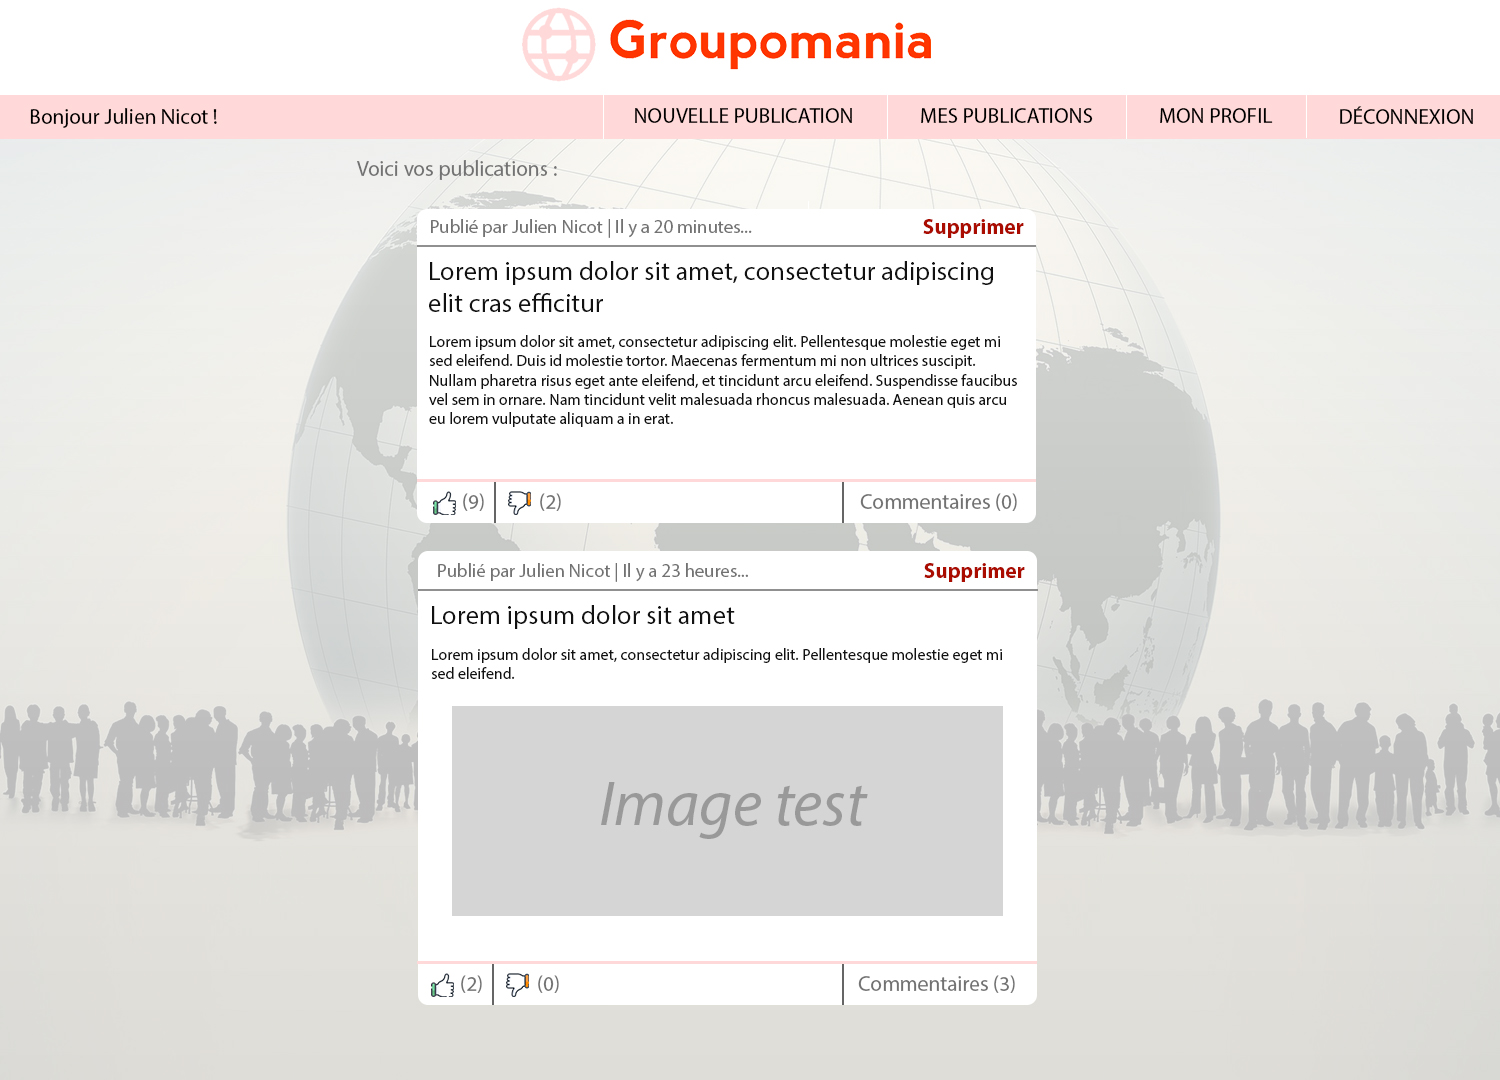 Groupomania
Bonjour Julien Nicot !
NOUVELLE PUBLICATION
MES PUBLICATIONS
MON PROFIL
DÉCONNEXION
Voici vos publications :
Publié par Julien Nicot | Il y a 20 minutes...
Supprimer
Lorem ipsum dolor sit amet, consectetur adipiscing
elit cras efficitur
Lorem ipsum dolor sit amet, consectetur adipiscing elit. Pellentesque molestie eget mi
sed eleifend. Duis id molestie tortor. Maecenas fermentum mi non ultrices suscipit.
Nullam pharetra risus eget ante eleifend, et tincidunt arcu eleifend. Suspendisse faucibus
vel sem in ornare. Nam tincidunt velit malesuada rhoncus malesuada. Aenean quis arcu
eu lorem vulputate aliquam a in erat.
(9)
(2)
Commentaires (0)
Publié par Julien Nicot | Il y a 23 heures...
Supprimer
Lorem ipsum dolor sit amet
Lorem ipsum dolor sit amet, consectetur adipiscing elit. Pellentesque molestie eget mi
sed eleifend.
Image test
(2)
(0)
Commentaires (3)